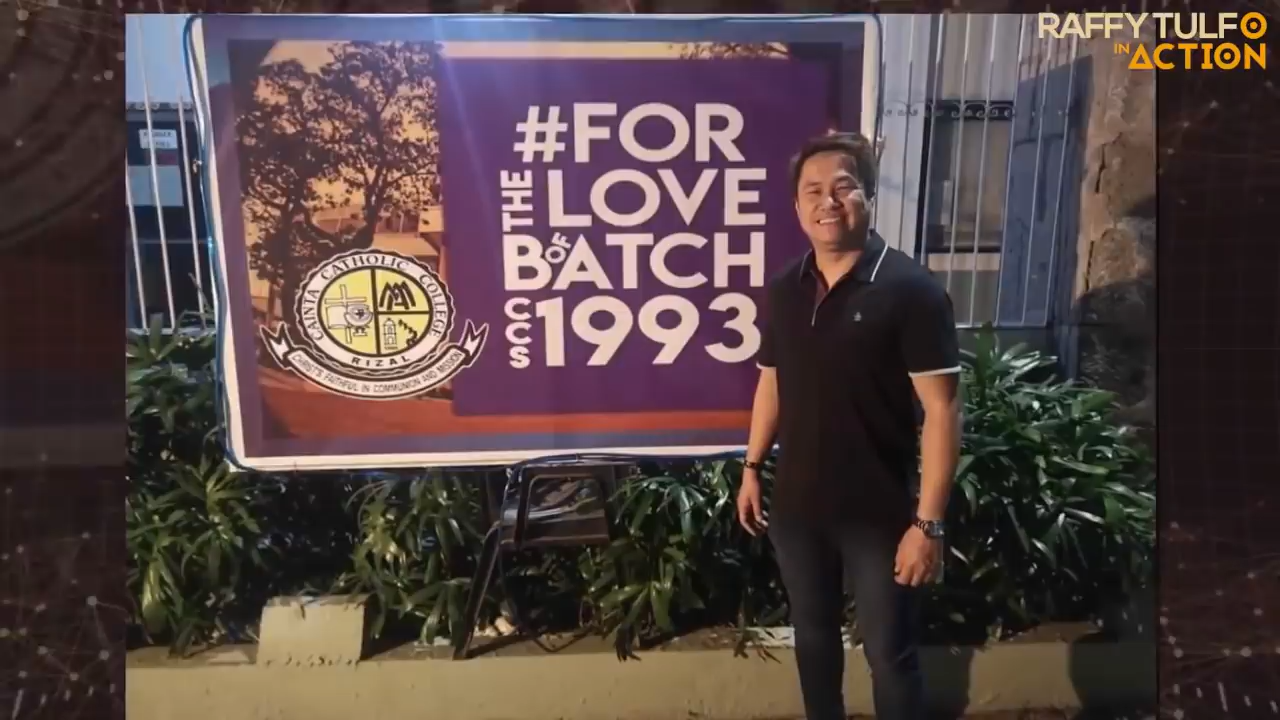 RAFFY TULFO
IN ACTION
#FOR
THE LOVE
OF BATCH
CCS 1993
CAINTA CATHOLIC COLLEGE
RIZAL
CHRIST'S FAITHFUL IN COMMUNION AND MISSION